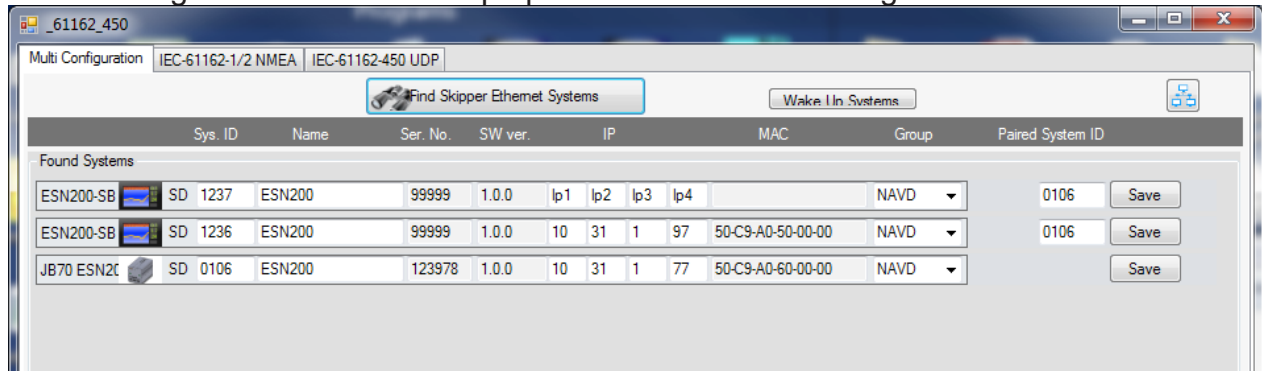 _61162_450
Multi Configuration IEC-61162-1/2 NMEA IEC-61162-450 UDP
Find Skipper Ethernet Systems Wake Up Systems
Sys. ID Name Ser. No. SW ver. IP MAC Group Paired System ID
Found Systems
ESN200-SB SD 1237 ESN200 99999 1.0.0 Ip1 Ip2 Ip3 Ip4 NAVD 0106 Save
ESN200-SB SD 1236 ESN200 99999 1.0.0 10 31 1 97 50-C9-A0-50-00-00 NAVD 0106 Save
JB70 ESN20 SD 0106 ESN200 123978 1.0.0 10 31 1 77 50-C9-A0-60-00-00 NAVD Save